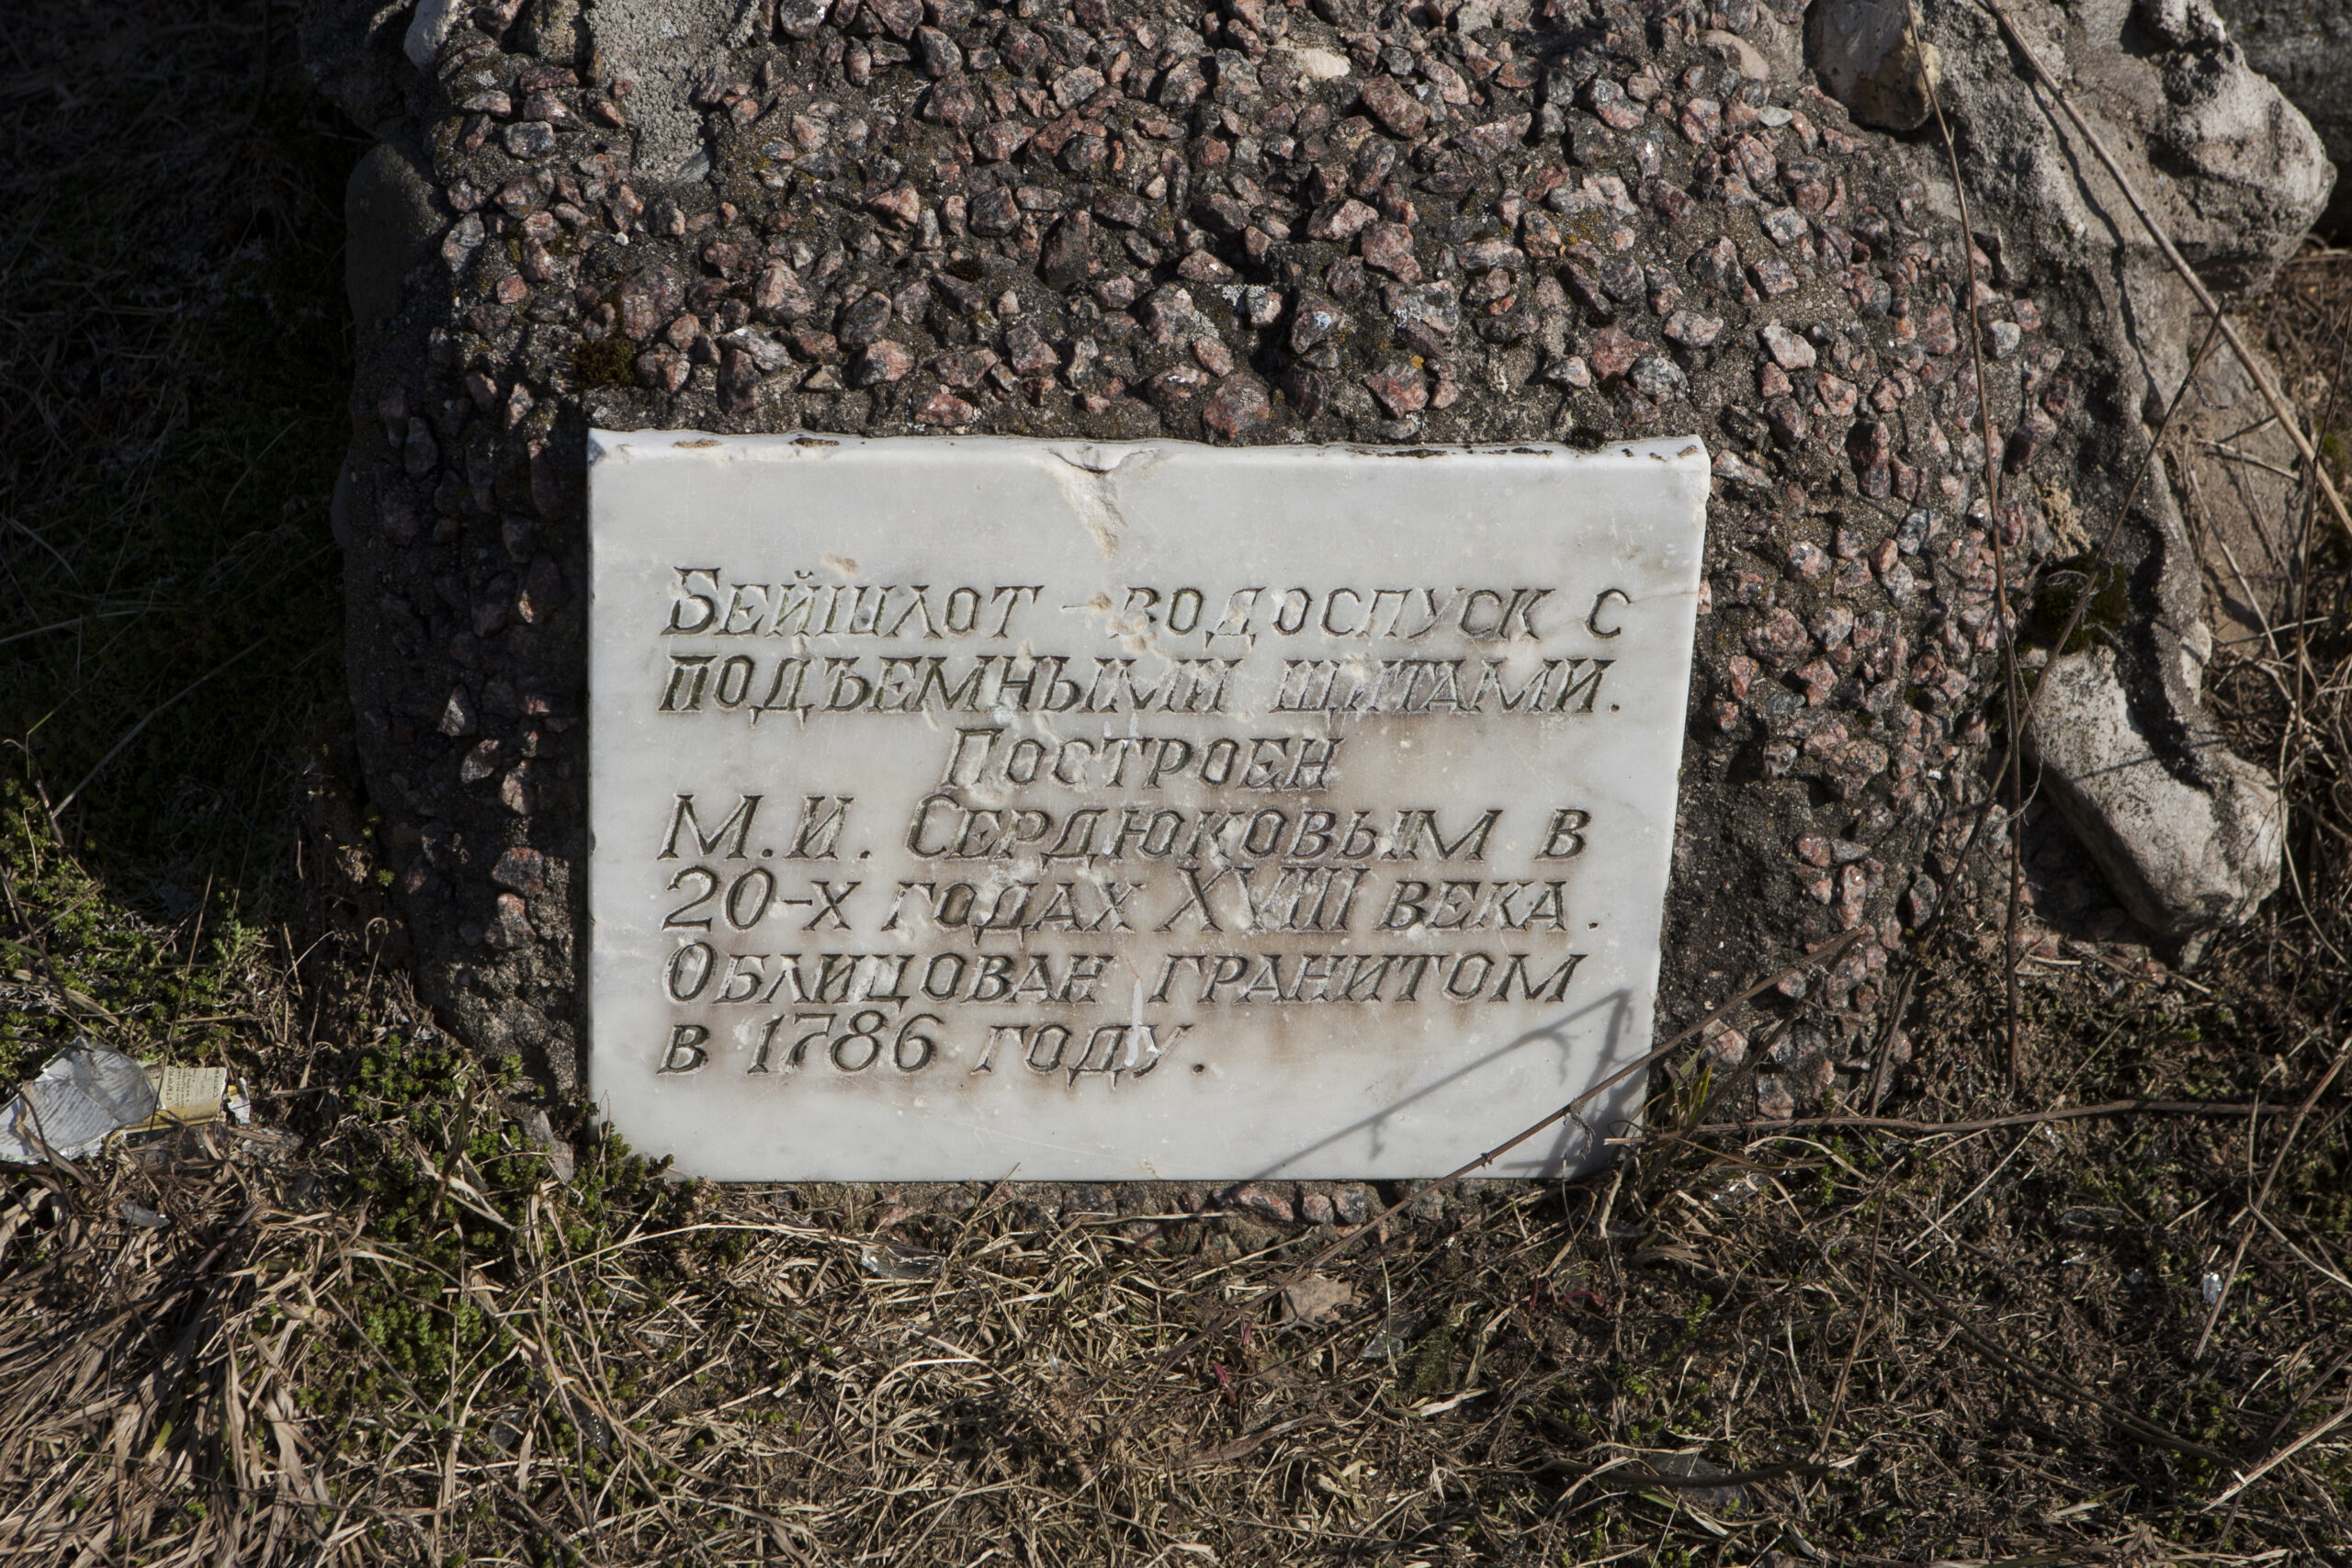 Бейшлот – водоспуск с
подъемными щитами.
Построен
М.И. Сердюковым в
20-х годах XVIII века.
Облицован гранитом
в 1786 году.